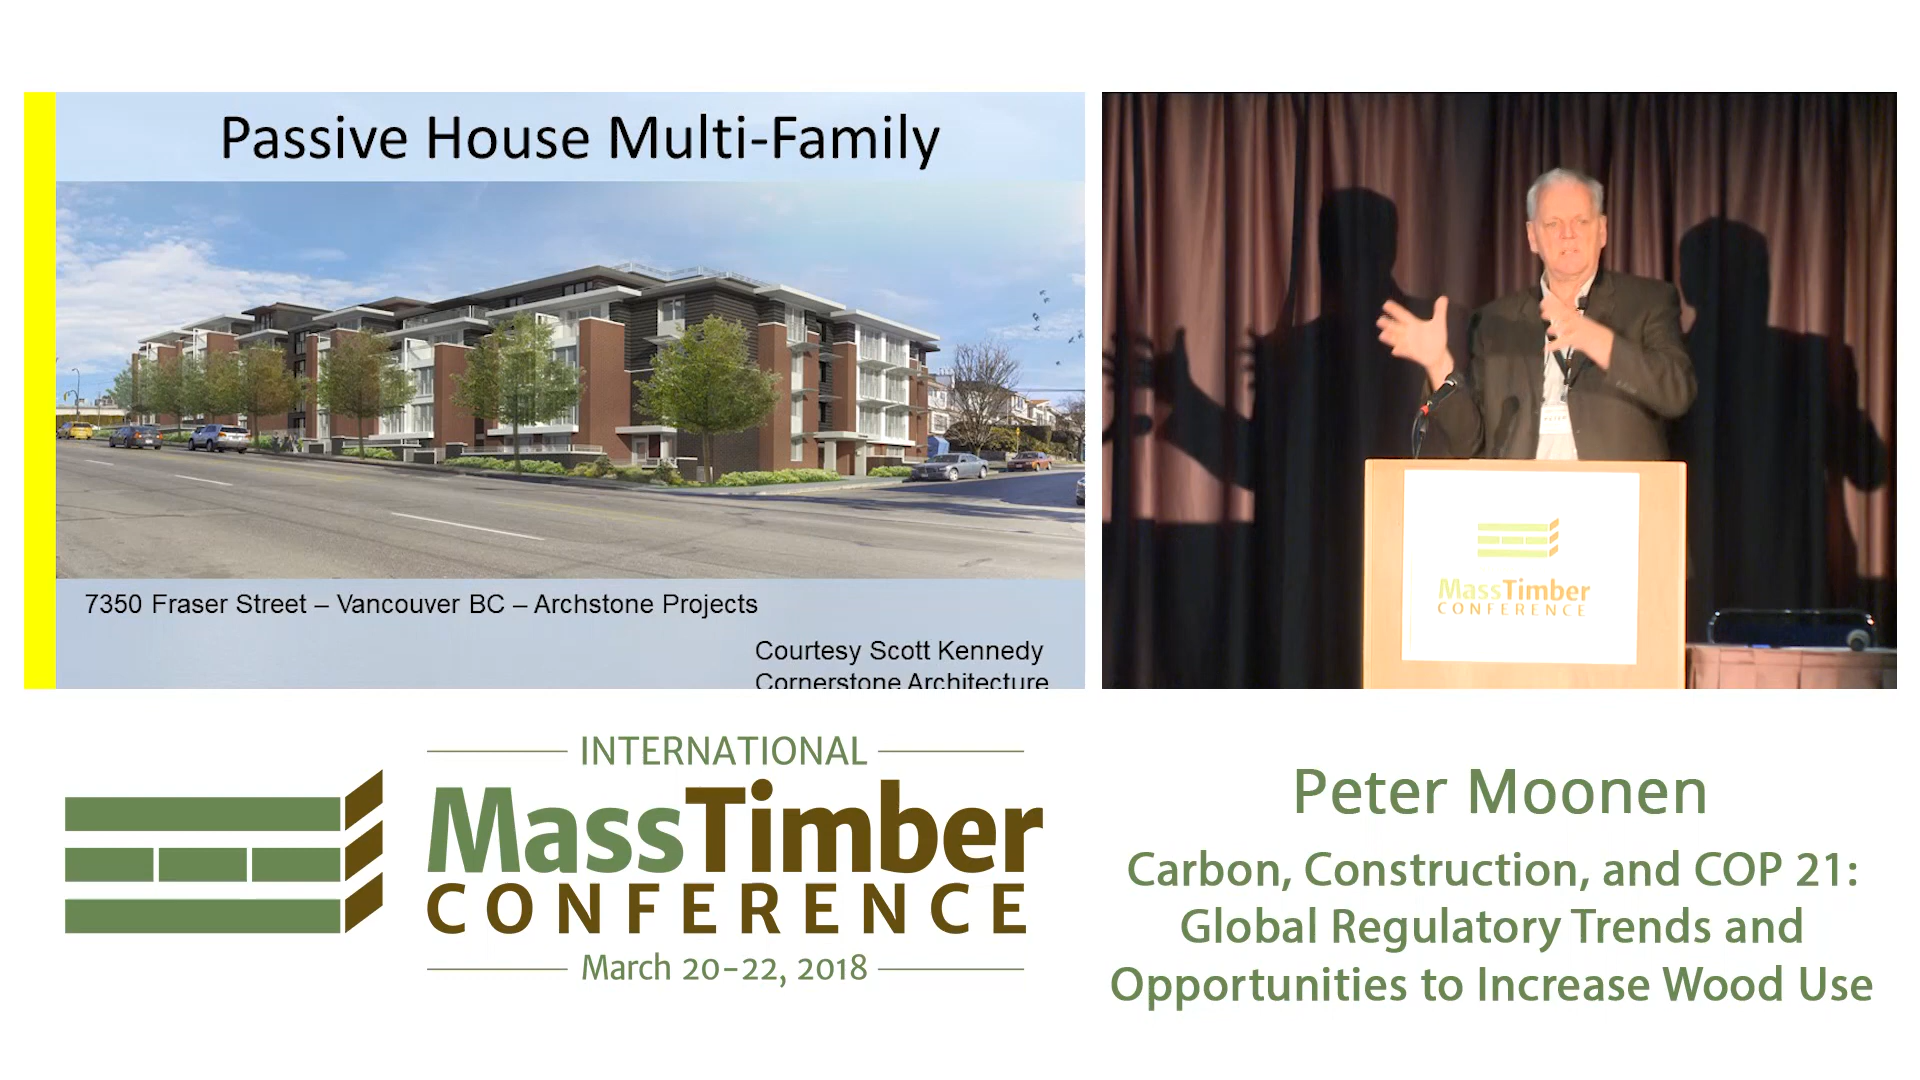 Passive House Multi-Family
7350 Fraser Street – Vancouver BC – Archstone Projects
Courtesy Scott Kennedy
Cornerstone Architecture
MassTimber
CONFERENCE
INTERNATIONAL
MassTimber
CONFERENCE
March 20-22, 2018
Peter Moonen
Carbon, Construction, and COP 21:
Global Regulatory Trends and
Opportunities to Increase Wood Use